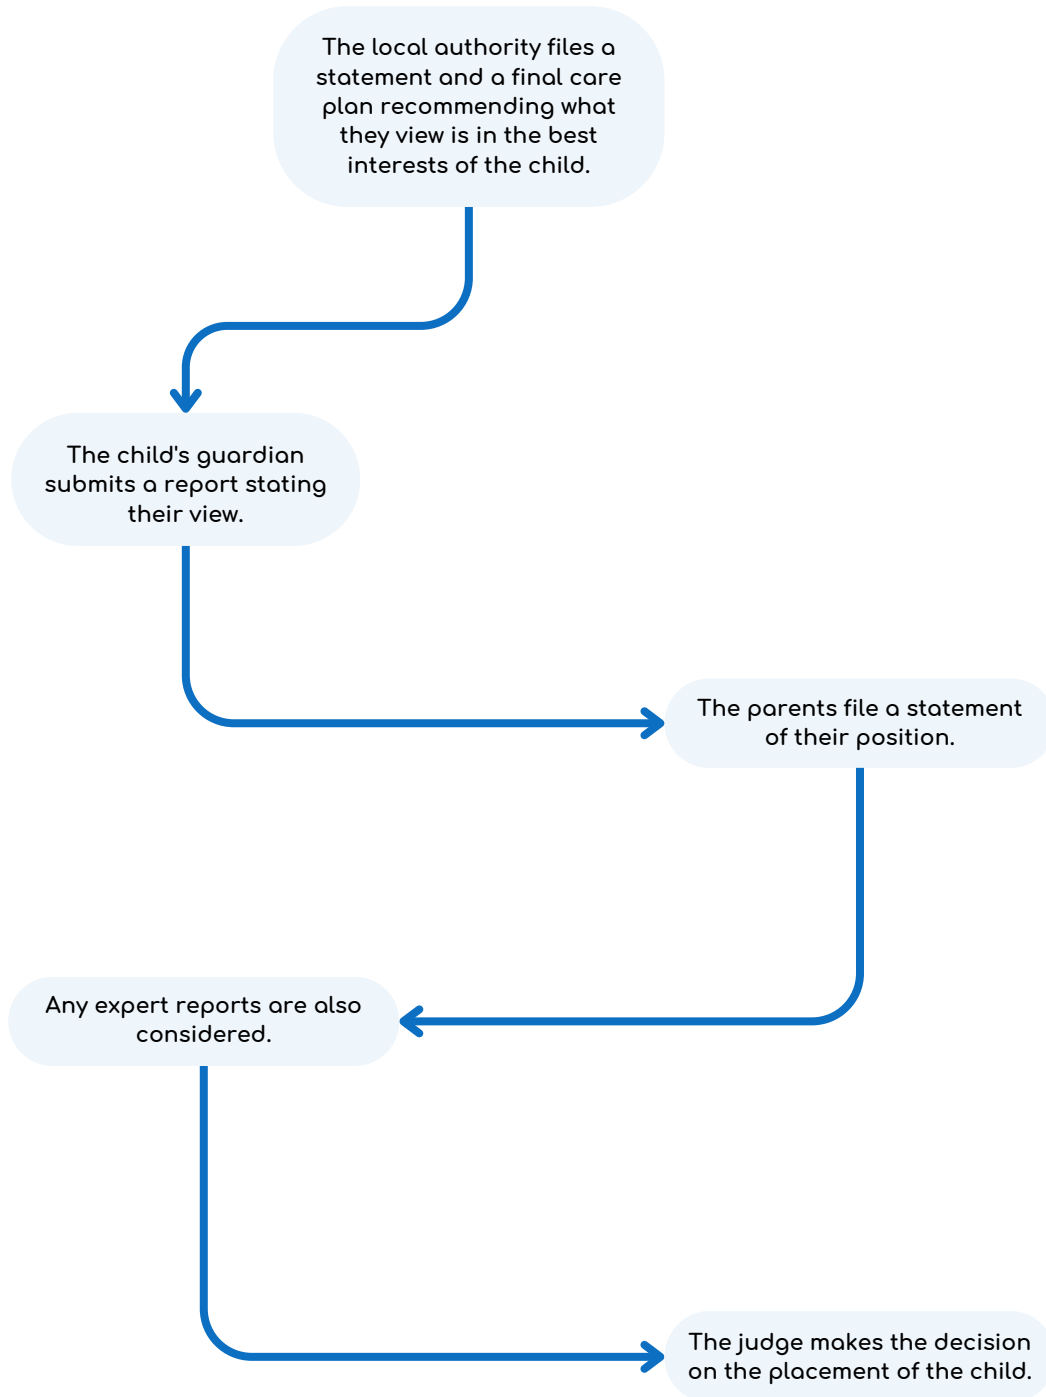 The local authority files a
statement and a final care
plan recommending what
they view is in the best
interests of the child.
The child's guardian
submits a report stating
their view.
The parents file a statement
of their position.
Any expert reports are also
considered.
The judge makes the decision
on the placement of the child.